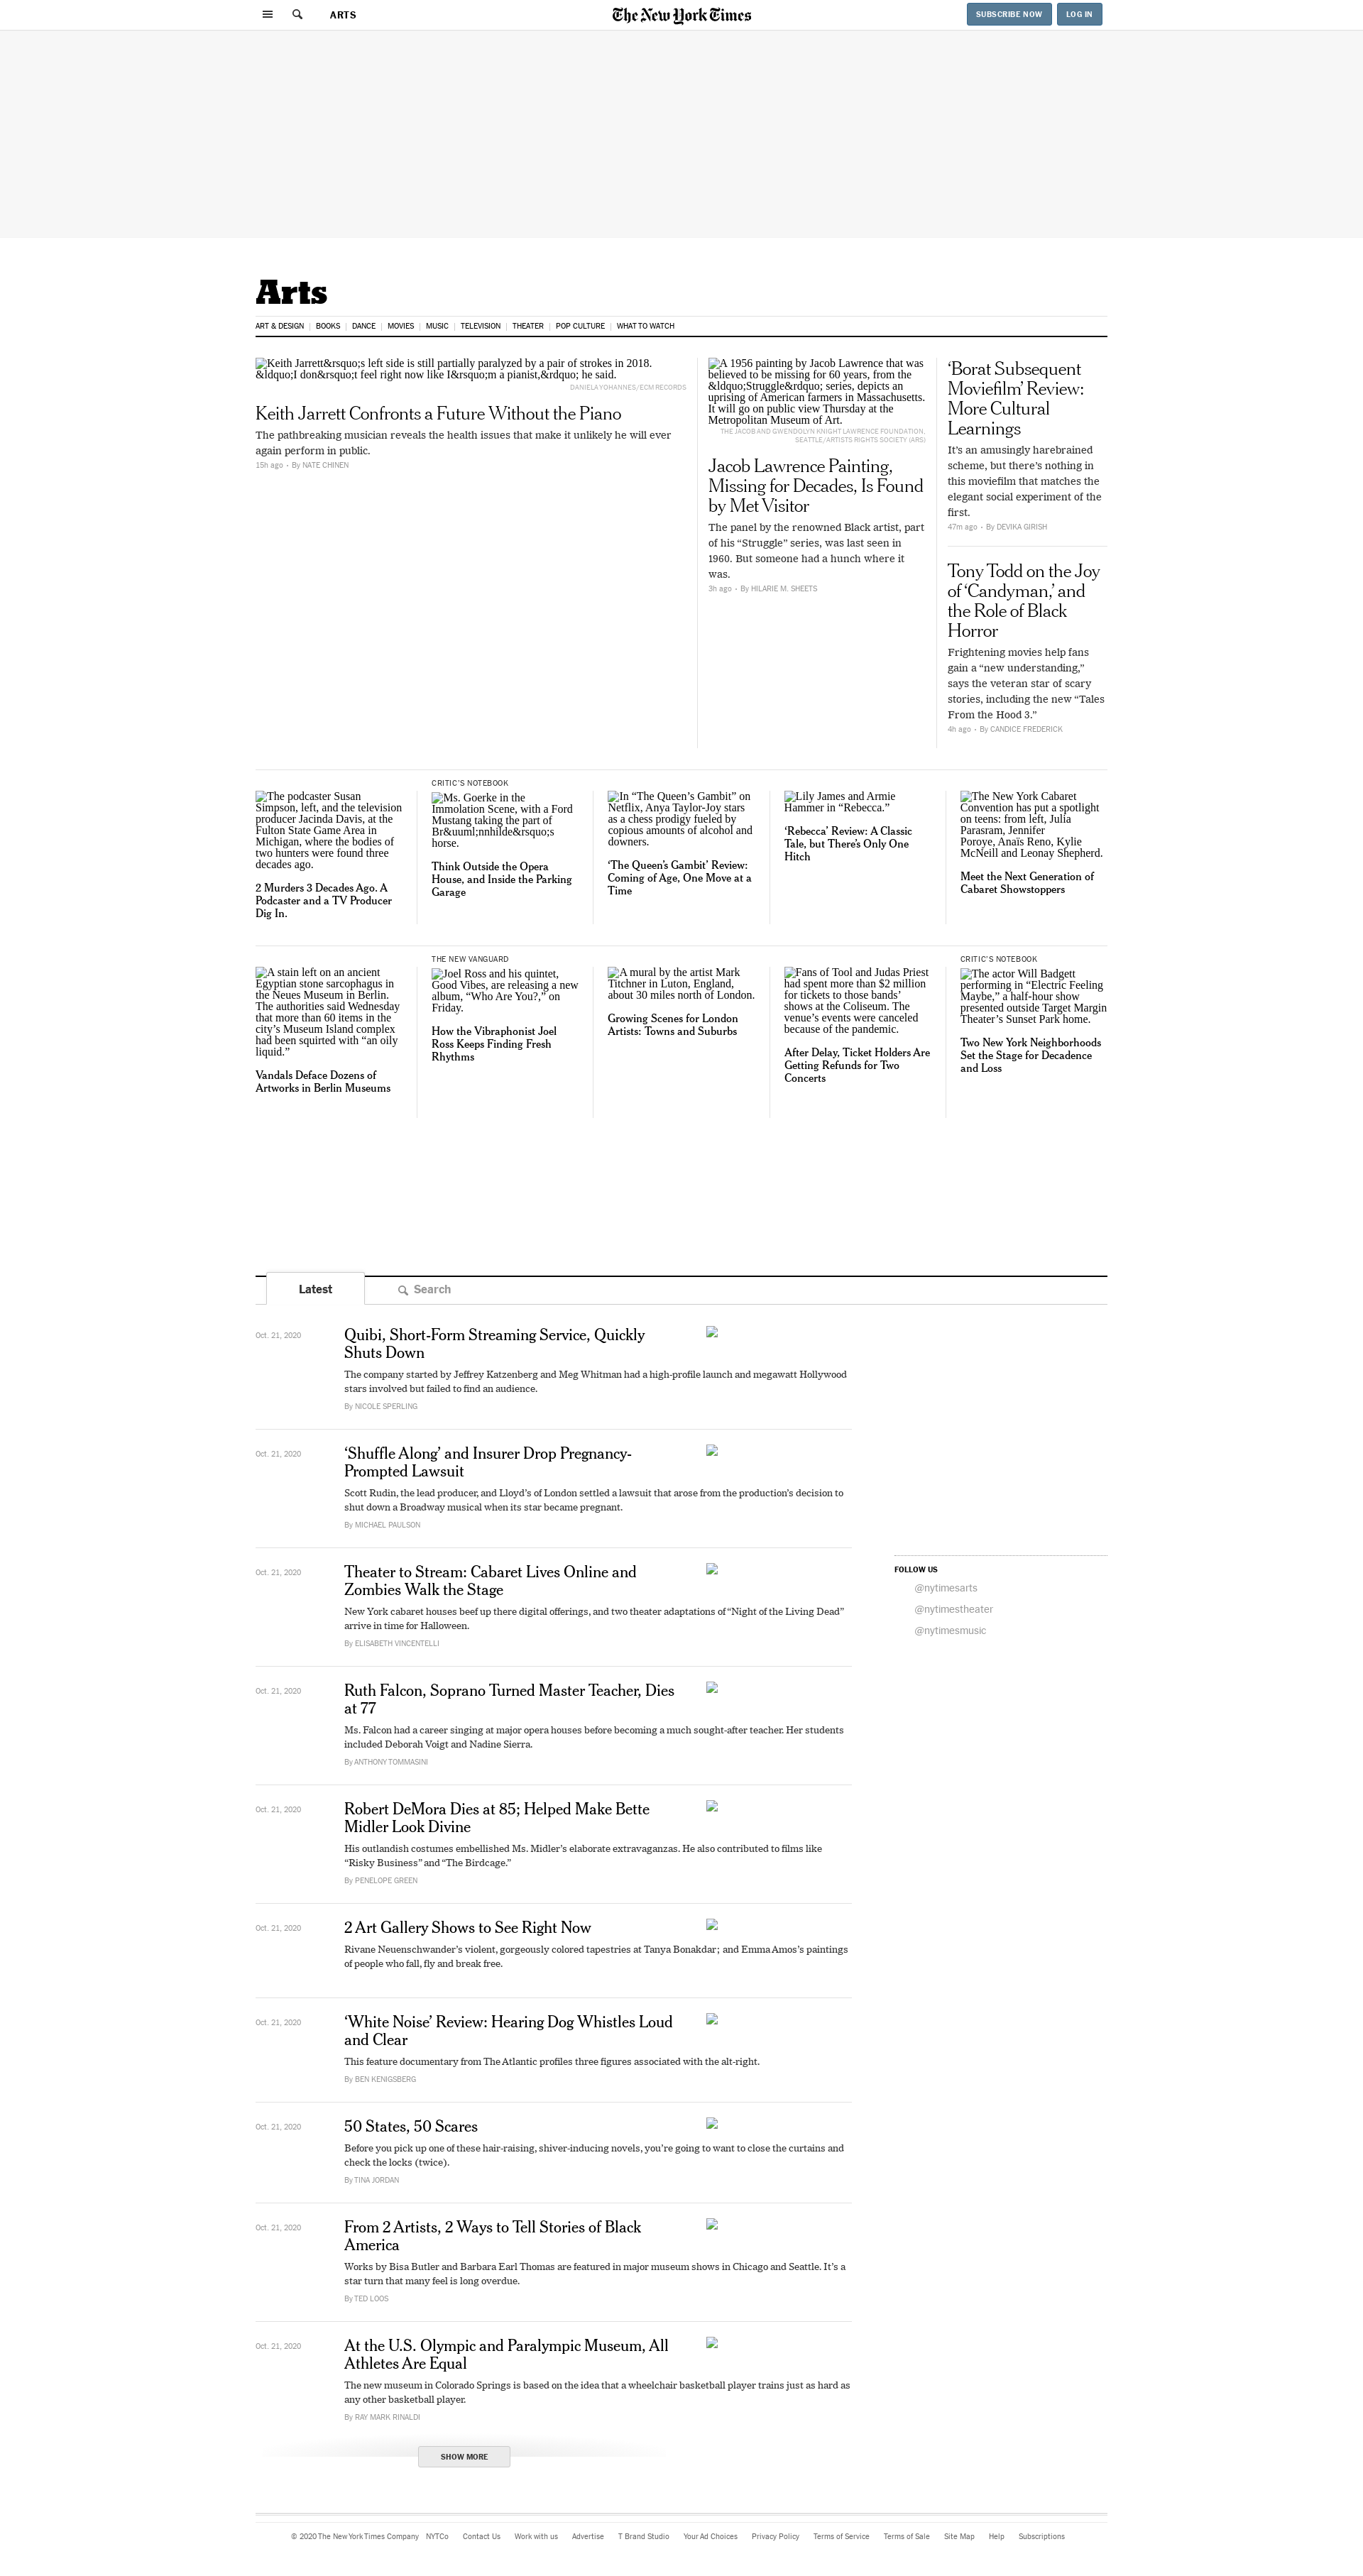 ARTS
The New York Times
SUBSCRIBE NOW
LOG IN
Arts
ART & DESIGN
BOOKS
DANCE
MOVIES
MUSIC
TELEVISION
THEATER
POP CULTURE
WHAT TO WATCH
Keith Jarrett&rsquo;s left side is still partially paralyzed by a pair of strokes in 2018.
&ldquo;I don&rsquo;t feel right now like I&rsquo;m a pianist,&rdquo; he said.
DANIELA YOHANNES/ECM RECORDS
Keith Jarrett Confronts a Future Without the Piano
The pathbreaking musician reveals the health issues that make it unlikely he will ever
again perform in public.
15h ago • By NATE CHINEN
A 1956 painting by Jacob Lawrence that was
believed to be missing for 60 years, from the
&ldquo;Struggle&rdquo; series, depicts an
uprising of American farmers in Massachusetts.
It will go on public view Thursday at the
Metropolitan Museum of Art.
THE JACOB AND GWENDOLYN KNIGHT LAWRENCE FOUNDATION,
SEATTLE/ARTISTS RIGHTS SOCIETY (ARS)
Jacob Lawrence Painting,
Missing for Decades, Is Found
by Met Visitor
The panel by the renowned Black artist, part
of his “Struggle” series, was last seen in
1960. But someone had a hunch where it
was.
3h ago • By HILARIE M. SHEETS
‘Borat Subsequent
Moviefilm’ Review:
More Cultural
Learnings
It’s an amusingly harebrained
scheme, but there’s nothing in
this moviefilm that matches the
elegant social experiment of the
first.
47m ago • By DEVIKA GIRISH
Tony Todd on the Joy
of ‘Candyman,’ and
the Role of Black
Horror
Frightening movies help fans
gain a “new understanding,”
says the veteran star of scary
stories, including the new “Tales
From the Hood 3.”
4h ago • By CANDICE FREDERICK
The podcaster Susan
Simpson, left, and the television
producer Jacinda Davis, at the
Fulton State Game Area in
Michigan, where the bodies of
two hunters were found three
decades ago.
2 Murders 3 Decades Ago. A
Podcaster and a TV Producer
Dig In.
CRITIC’S NOTEBOOK
Ms. Goerke in the
Immolation Scene, with a Ford
Mustang taking the part of
Br&uuml;nnhilde&rsquo;s
horse.
Think Outside the Opera
House, and Inside the Parking
Garage
In “The Queen’s Gambit” on
Netflix, Anya Taylor-Joy stars
as a chess prodigy fueled by
copious amounts of alcohol and
downers.
‘The Queen’s Gambit’ Review:
Coming of Age, One Move at a
Time
Lily James and Armie
Hammer in “Rebecca.”
‘Rebecca’ Review: A Classic
Tale, but There’s Only One
Hitch
The New York Cabaret
Convention has put a spotlight
on teens: from left, Julia
Parasram, Jennifer
Poroye, Anaïs Reno, Kylie
McNeill and Leonay Shepherd.
Meet the Next Generation of
Cabaret Showstoppers
A stain left on an ancient
Egyptian stone sarcophagus in
the Neues Museum in Berlin.
The authorities said Wednesday
that more than 60 items in the
city’s Museum Island complex
had been squirted with “an oily
liquid.”
Vandals Deface Dozens of
Artworks in Berlin Museums
THE NEW VANGUARD
Joel Ross and his quintet,
Good Vibes, are releasing a new
album, “Who Are You?,” on
Friday.
How the Vibraphonist Joel
Ross Keeps Finding Fresh
Rhythms
A mural by the artist Mark
Titchner in Luton, England,
about 30 miles north of London.
Growing Scenes for London
Artists: Towns and Suburbs
Fans of Tool and Judas Priest
had spent more than $2 million
for tickets to those bands’
shows at the Coliseum. The
venue’s events were canceled
because of the pandemic.
After Delay, Ticket Holders Are
Getting Refunds for Two
Concerts
CRITIC’S NOTEBOOK
The actor Will Badgett
performing in “Electric Feeling
Maybe,” a half-hour show
presented outside Target Margin
Theater’s Sunset Park home.
Two New York Neighborhoods
Set the Stage for Decadence
and Loss
Latest
Search
Oct. 21, 2020
Quibi, Short-Form Streaming Service, Quickly
Shuts Down
The company started by Jeffrey Katzenberg and Meg Whitman had a high-profile launch and megawatt Hollywood
stars involved but failed to find an audience.
By NICOLE SPERLING
Oct. 21, 2020
‘Shuffle Along’ and Insurer Drop Pregnancy-
Prompted Lawsuit
Scott Rudin, the lead producer, and Lloyd’s of London settled a lawsuit that arose from the production’s decision to
shut down a Broadway musical when its star became pregnant.
By MICHAEL PAULSON
Oct. 21, 2020
Theater to Stream: Cabaret Lives Online and
Zombies Walk the Stage
New York cabaret houses beef up there digital offerings, and two theater adaptations of “Night of the Living Dead”
arrive in time for Halloween.
By ELISABETH VINCENTELLI
Oct. 21, 2020
Ruth Falcon, Soprano Turned Master Teacher, Dies
at 77
Ms. Falcon had a career singing at major opera houses before becoming a much sought-after teacher. Her students
included Deborah Voigt and Nadine Sierra.
By ANTHONY TOMMASINI
Oct. 21, 2020
Robert DeMora Dies at 85; Helped Make Bette
Midler Look Divine
His outlandish costumes embellished Ms. Midler’s elaborate extravaganzas. He also contributed to films like
“Risky Business” and “The Birdcage.”
By PENELOPE GREEN
Oct. 21, 2020
2 Art Gallery Shows to See Right Now
Rivane Neuenschwander’s violent, gorgeously colored tapestries at Tanya Bonakdar; and Emma Amos’s paintings
of people who fall, fly and break free.
Oct. 21, 2020
‘White Noise’ Review: Hearing Dog Whistles Loud
and Clear
This feature documentary from The Atlantic profiles three figures associated with the alt-right.
By BEN KENIGSBERG
Oct. 21, 2020
50 States, 50 Scares
Before you pick up one of these hair-raising, shiver-inducing novels, you’re going to want to close the curtains and
check the locks (twice).
By TINA JORDAN
Oct. 21, 2020
From 2 Artists, 2 Ways to Tell Stories of Black
America
Works by Bisa Butler and Barbara Earl Thomas are featured in major museum shows in Chicago and Seattle. It’s a
star turn that many feel is long overdue.
By TED LOOS
Oct. 21, 2020
At the U.S. Olympic and Paralympic Museum, All
Athletes Are Equal
The new museum in Colorado Springs is based on the idea that a wheelchair basketball player trains just as hard as
any other basketball player.
By RAY MARK RINALDI
SHOW MORE
FOLLOW US
@nytimesarts
@nytimestheater
@nytimesmusic
© 2020 The New York Times Company NYTCo Contact Us Work with us Advertise T Brand Studio Your Ad Choices Privacy Policy Terms of Service Terms of Sale Site Map Help Subscriptions